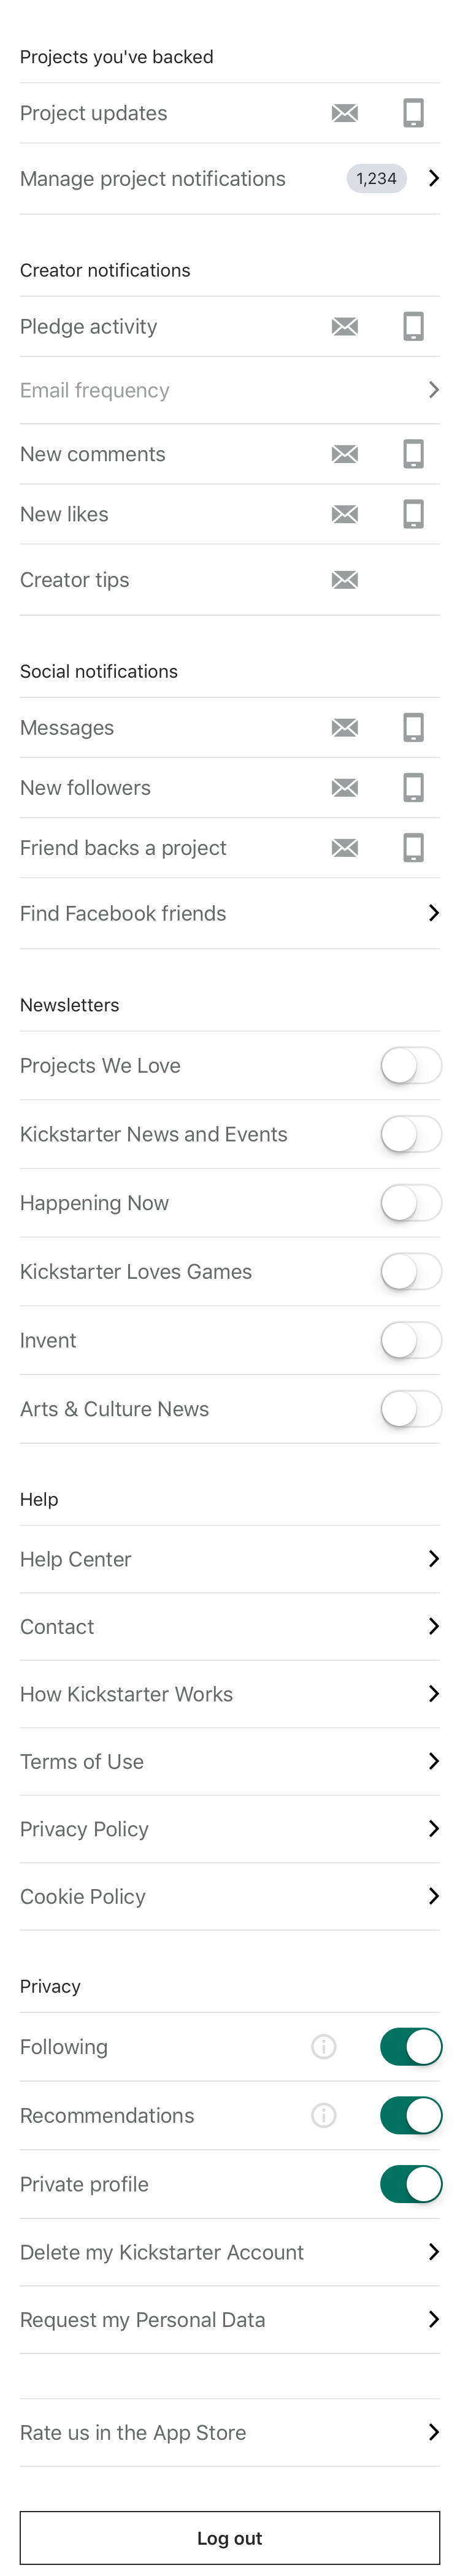 Projects you've backed
Project updates
Manage project notifications 1,234
Creator notifications
Pledge activity
Email frequency
New comments
New likes
Creator tips
Social notifications
Messages
New followers
Friend backs a project
Find Facebook friends
Newsletters
Projects We Love
Kickstarter News and Events
Happening Now
Kickstarter Loves Games
Invent
Arts & Culture News
Help
Help Center
Contact
How Kickstarter Works
Terms of Use
Privacy Policy
Cookie Policy
Privacy
Following
Recommendations
Private profile
Delete my Kickstarter Account
Request my Personal Data
Rate us in the App Store
Log out